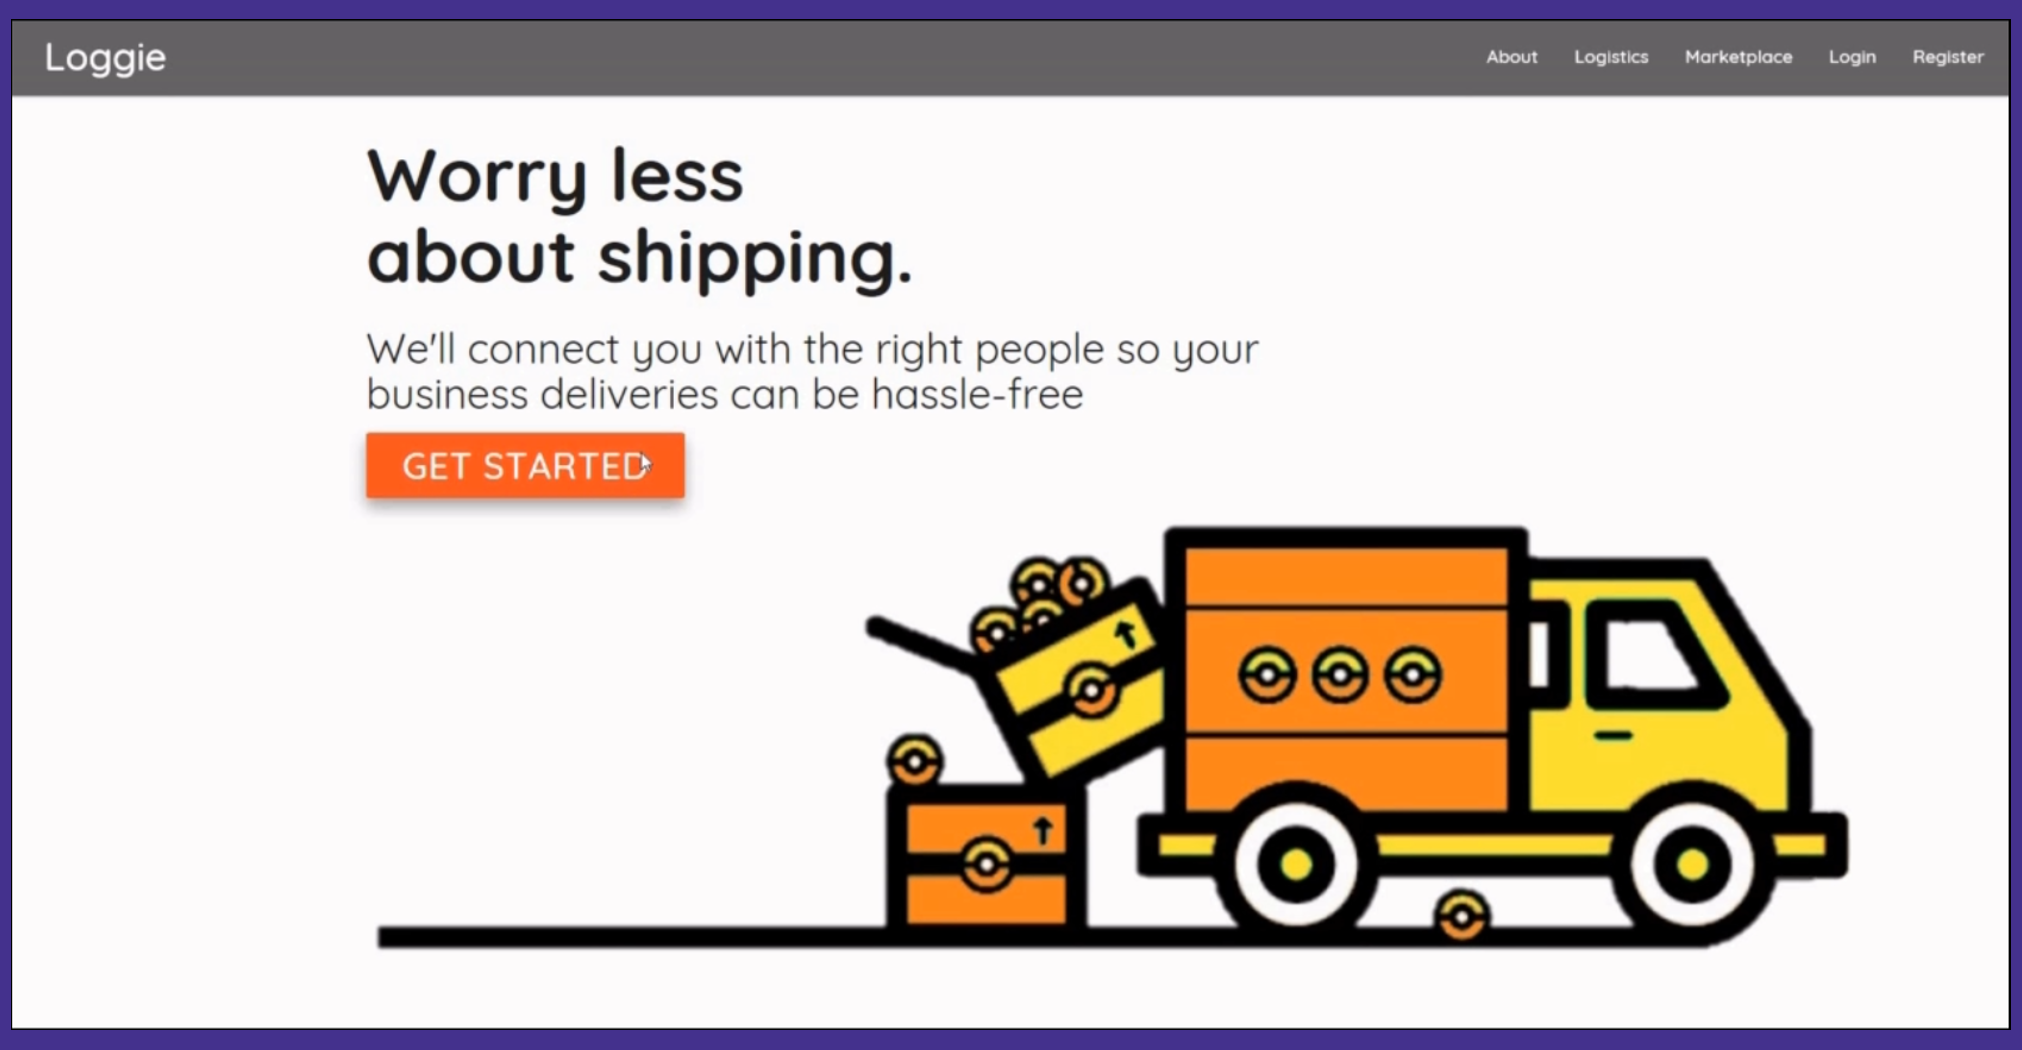 Loggie
About Logistics Marketplace Login Register
Worry less
about shipping.
We'll connect you with the right people so your
business deliveries can be hassle-free
GET STARTED